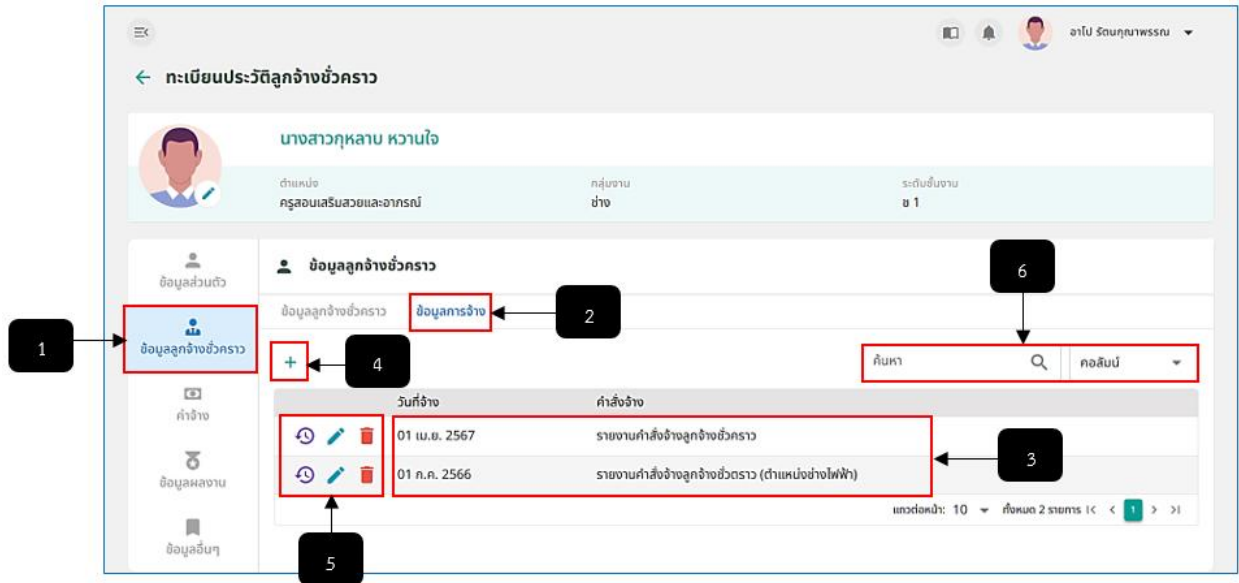 อาโป รัตนกุณาพรรณ
ทะเบียนประวัติลูกจ้างชั่วคราว
นางสาวกุหลาบ หวานใจ
ตำแหน่ง กลุ่มงาน ระดับชั้นงาน
ครูสอนเสริมสวยและอาภรณ์ ช่าง ช 1
ข้อมูลส่วนตัว
ข้อมูลลูกจ้างชั่วคราว
6
ข้อมูลลูกจ้างชั่วคราว ข้อมูลการจ้าง 2
1 ข้อมูลลูกจ้างชั่วคราว
4 ค้นหา คอลัมน์
ค่าจ้าง
วันที่จ้าง คำสั่งจ้าง
01 เม.ย. 2567 รายงานคำสั่งจ้างลูกจ้างชั่วคราว
3
ข้อมูลผลงาน
01 ก.ค. 2566 รายงานคำสั่งจ้างลูกจ้างชั่วตราว (ตำแหน่งช่างไฟฟ้า)
แถวต่อหน้า: 10 ทั้งหมด 2 รายการ 1
ข้อมูลอื่นๆ
5